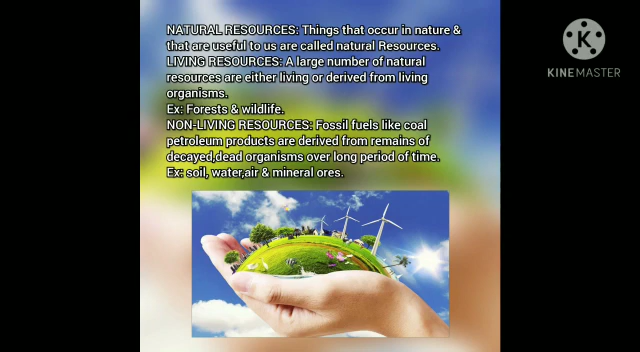 NATURAL RESOURCES: Things that occur in nature &
that are useful to us are called natural Resources.
LIVING RESOURCES: A large number of natural
resources are either living or derived from living
organisms.
Ex: Forests & wildlife.
NON-LIVING RESOURCES: Fossil fuels like coal
petroleum products are derived from remains of
decayed,dead organisms over long period of time.
Ex: soil, water,air & mineral ores.
KINEMASTER